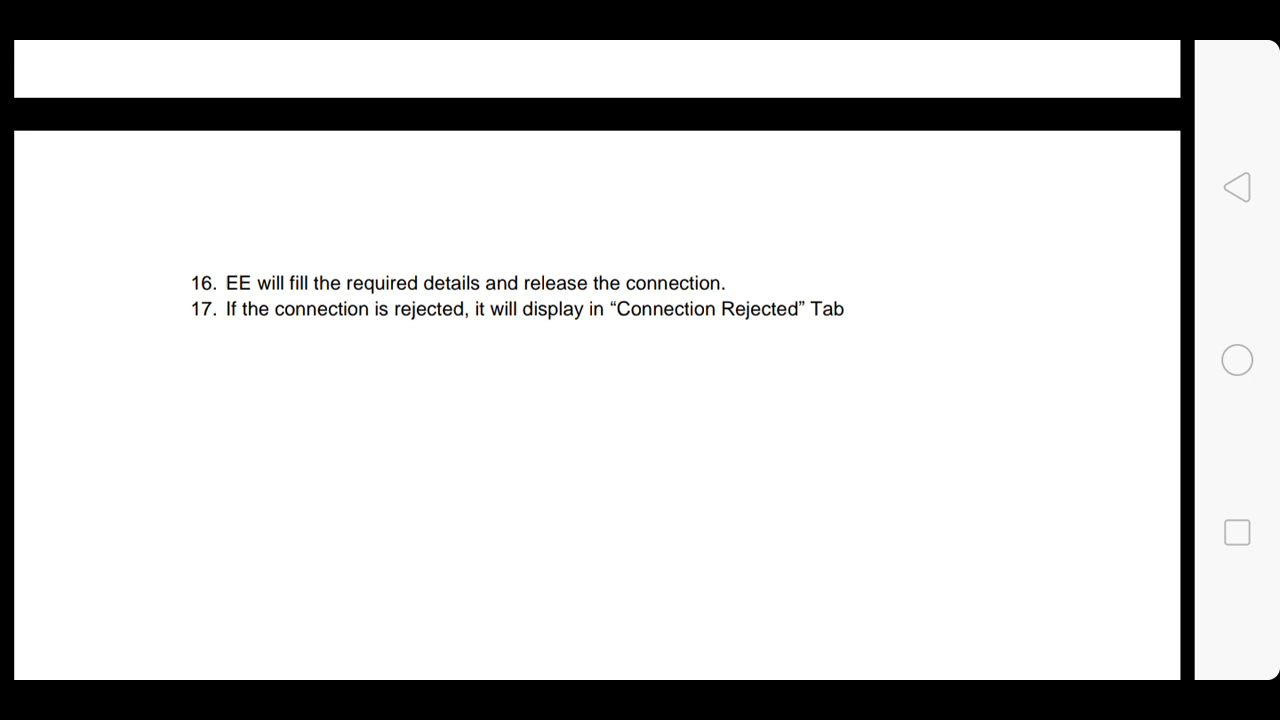 16. EE will fill the required details and release the connection.
17. If the connection is rejected, it will display in “Connection Rejected” Tab